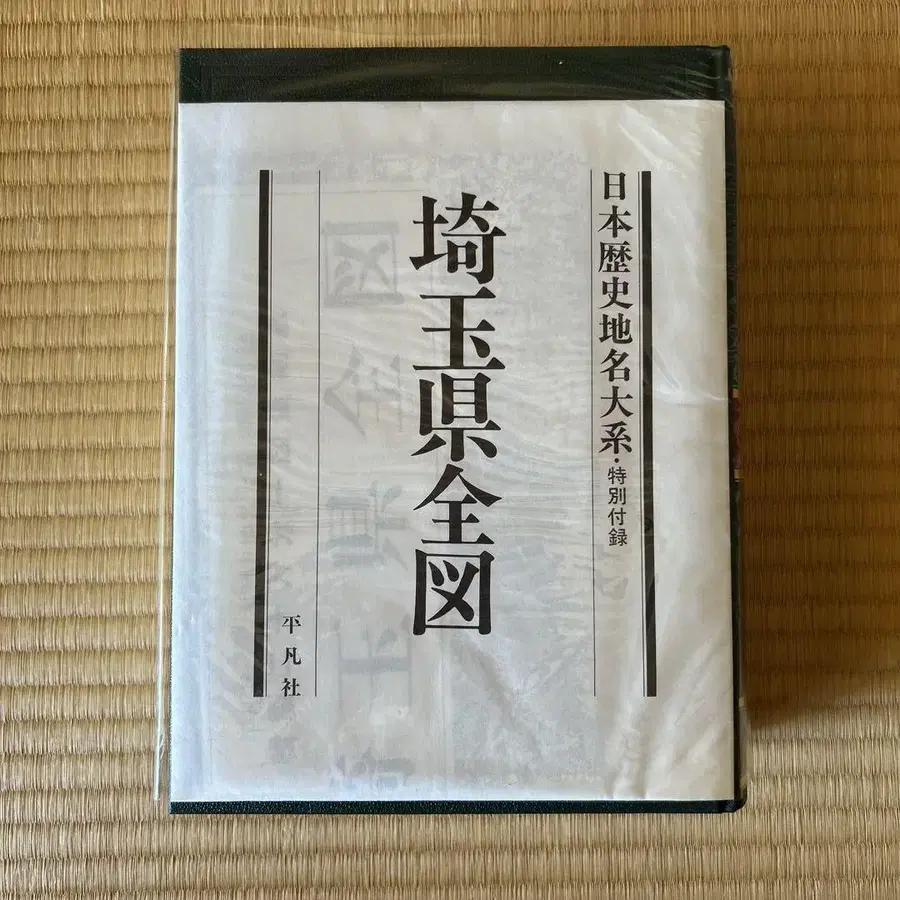 日本歴史地名大系・特別付録
埼玉県全図
平凡社